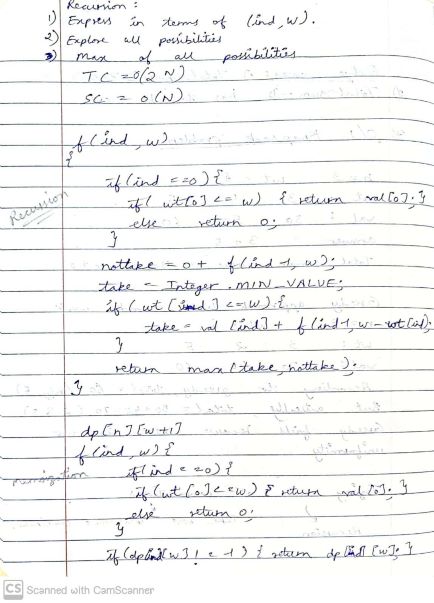 Recursion :
1) Express in terms of (ind, w).
2) Explore all possibilities
3) Max of all possibilities
TC = O(2 N)
SC = O(N)
f(ind, w)
{
if(ind ==0) {
if( wt[0] <= w) { return val[0]; }
else return 0;
}
Recussion
nottake = 0 + f(ind-1, w);
take = Integer.MIN_VALUE;
if (wt[ind] <= w) {
take = val [ind] + f(ind-1, w - wt[ind]);
}
return max(take, nottake);
}
dp[n][w+1]
f(ind, w) {
memoization
if(ind ==0) {
if(wt[0] <= w) { return val[0]; }
else return 0;
}
if(dp[ind][w] != -1) { return dp[ind][w]; }
CS Scanned with CamScanner